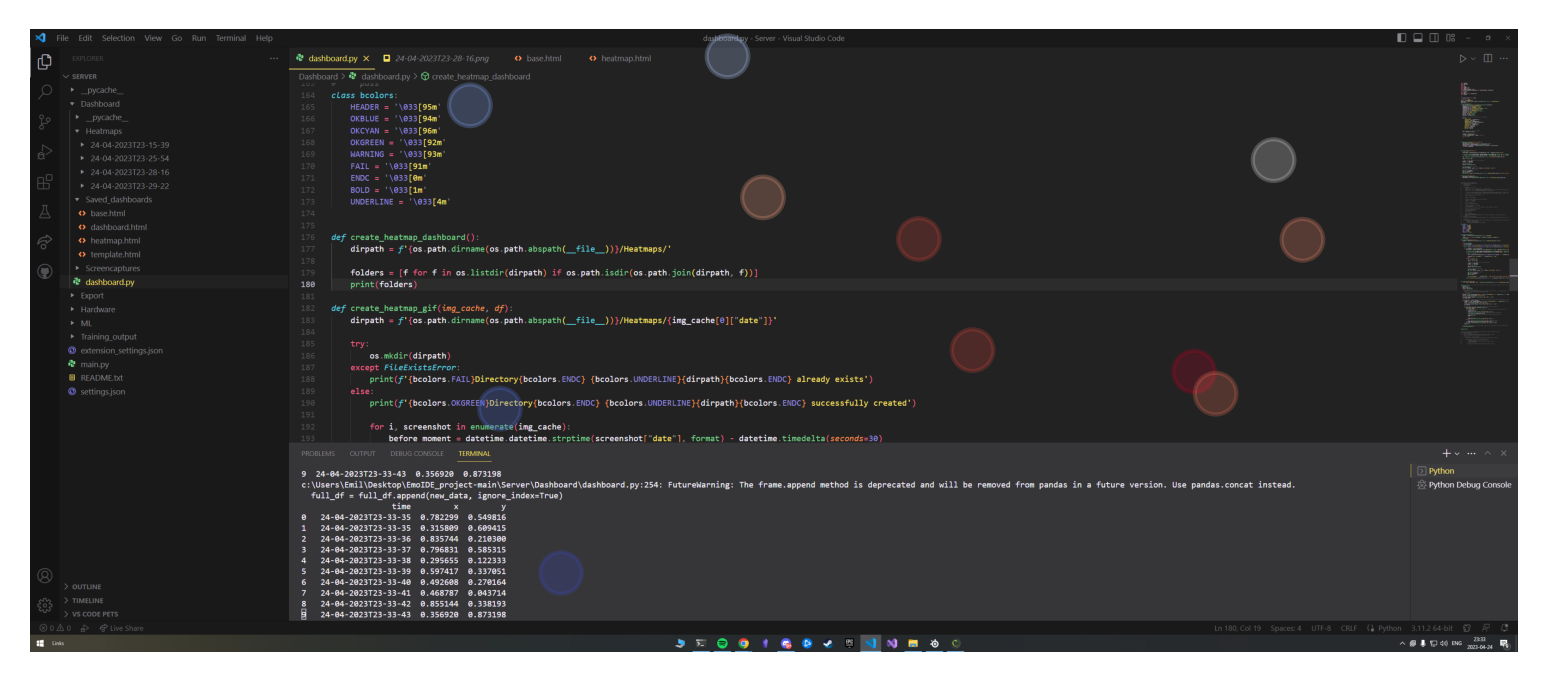 File Edit Selection View Go Run Terminal Help
dashboard.py - Server - Visual Studio Code
EXPLORER
SERVER
__pycache__
Dashboard
__pycache__
Heatmaps
24-04-2023T23-15-39
24-04-2023T23-25-54
24-04-2023T23-28-16
24-04-2023T23-29-22
Saved_dashboards
base.html
dashboard.html
heatmap.html
template.html
Screencaptures
dashboard.py
Export
Hardware
ML
Training_output
extension_settings.json
main.py
README.txt
settings.json
OUTLINE
TIMELINE
VS CODE PETS
dashboard.py 24-04-2023T23-28-16.png base.html heatmap.html
Dashboard > dashboard.py > create_heatmap_dashboard
164 class bcolors:
165 HEADER = '\033[95m'
166 OKBLUE = '\033[94m'
167 OKCYAN = '\033[96m'
168 OKGREEN = '\033[92m'
169 WARNING = '\033[93m'
170 FAIL = '\033[91m'
171 ENDC = '\033[0m'
172 BOLD = '\033[1m'
173 UNDERLINE = '\033[4m'
174
175
176 def create_heatmap_dashboard():
177 dirpath = f'{os.path.dirname(os.path.abspath(__file__))}/Heatmaps/'
178
179 folders = [f for f in os.listdir(dirpath) if os.path.isdir(os.path.join(dirpath, f))]
180 print(folders)
181
182 def create_heatmap_gif(img_cache, df):
183 dirpath = f'{os.path.dirname(os.path.abspath(__file__))}/Heatmaps/{img_cache[0]["date"]}'
184
185 try:
186 os.mkdir(dirpath)
187 except FileExistsError:
188 print(f'{bcolors.FAIL}Directory{bcolors.ENDC} {bcolors.UNDERLINE}{dirpath}{bcolors.ENDC} already exists')
189 else:
190 print(f'{bcolors.OKGREEN}Directory{bcolors.ENDC} {bcolors.UNDERLINE}{dirpath}{bcolors.ENDC} successfully created')
191
192 for i, screenshot in enumerate(img_cache):
193 before_moment = datetime.datetime.strptime(screenshot["date"], format) - datetime.timedelta(seconds=30)
PROBLEMS OUTPUT DEBUG CONSOLE TERMINAL
9 24-04-2023T23-33-43 0.356920 0.873198
c:\Users\Emil\Desktop\EmoIDE_project-main\Server\Dashboard\dashboard.py:254: FutureWarning: The frame.append method is deprecated and will be removed from pandas in a future version. Use pandas.concat instead.
full_df = full_df.append(new_data, ignore_index=True)
time x y
0 24-04-2023T23-33-35 0.782299 0.549816
1 24-04-2023T23-33-35 0.315809 0.609415
2 24-04-2023T23-33-36 0.835744 0.210300
3 24-04-2023T23-33-37 0.796831 0.585315
4 24-04-2023T23-33-38 0.295655 0.122333
5 24-04-2023T23-33-39 0.597417 0.337051
6 24-04-2023T23-33-40 0.492608 0.270164
7 24-04-2023T23-33-41 0.468787 0.043714
8 24-04-2023T23-33-42 0.855144 0.338193
9 24-04-2023T23-33-43 0.356920 0.873198
Python
Python Debug Console
0 0 Live Share
Ln 180, Col 19 Spaces: 4 UTF-8 CRLF Python 3.11.2 64-bit
Links
ENG 23:33
2023-04-24